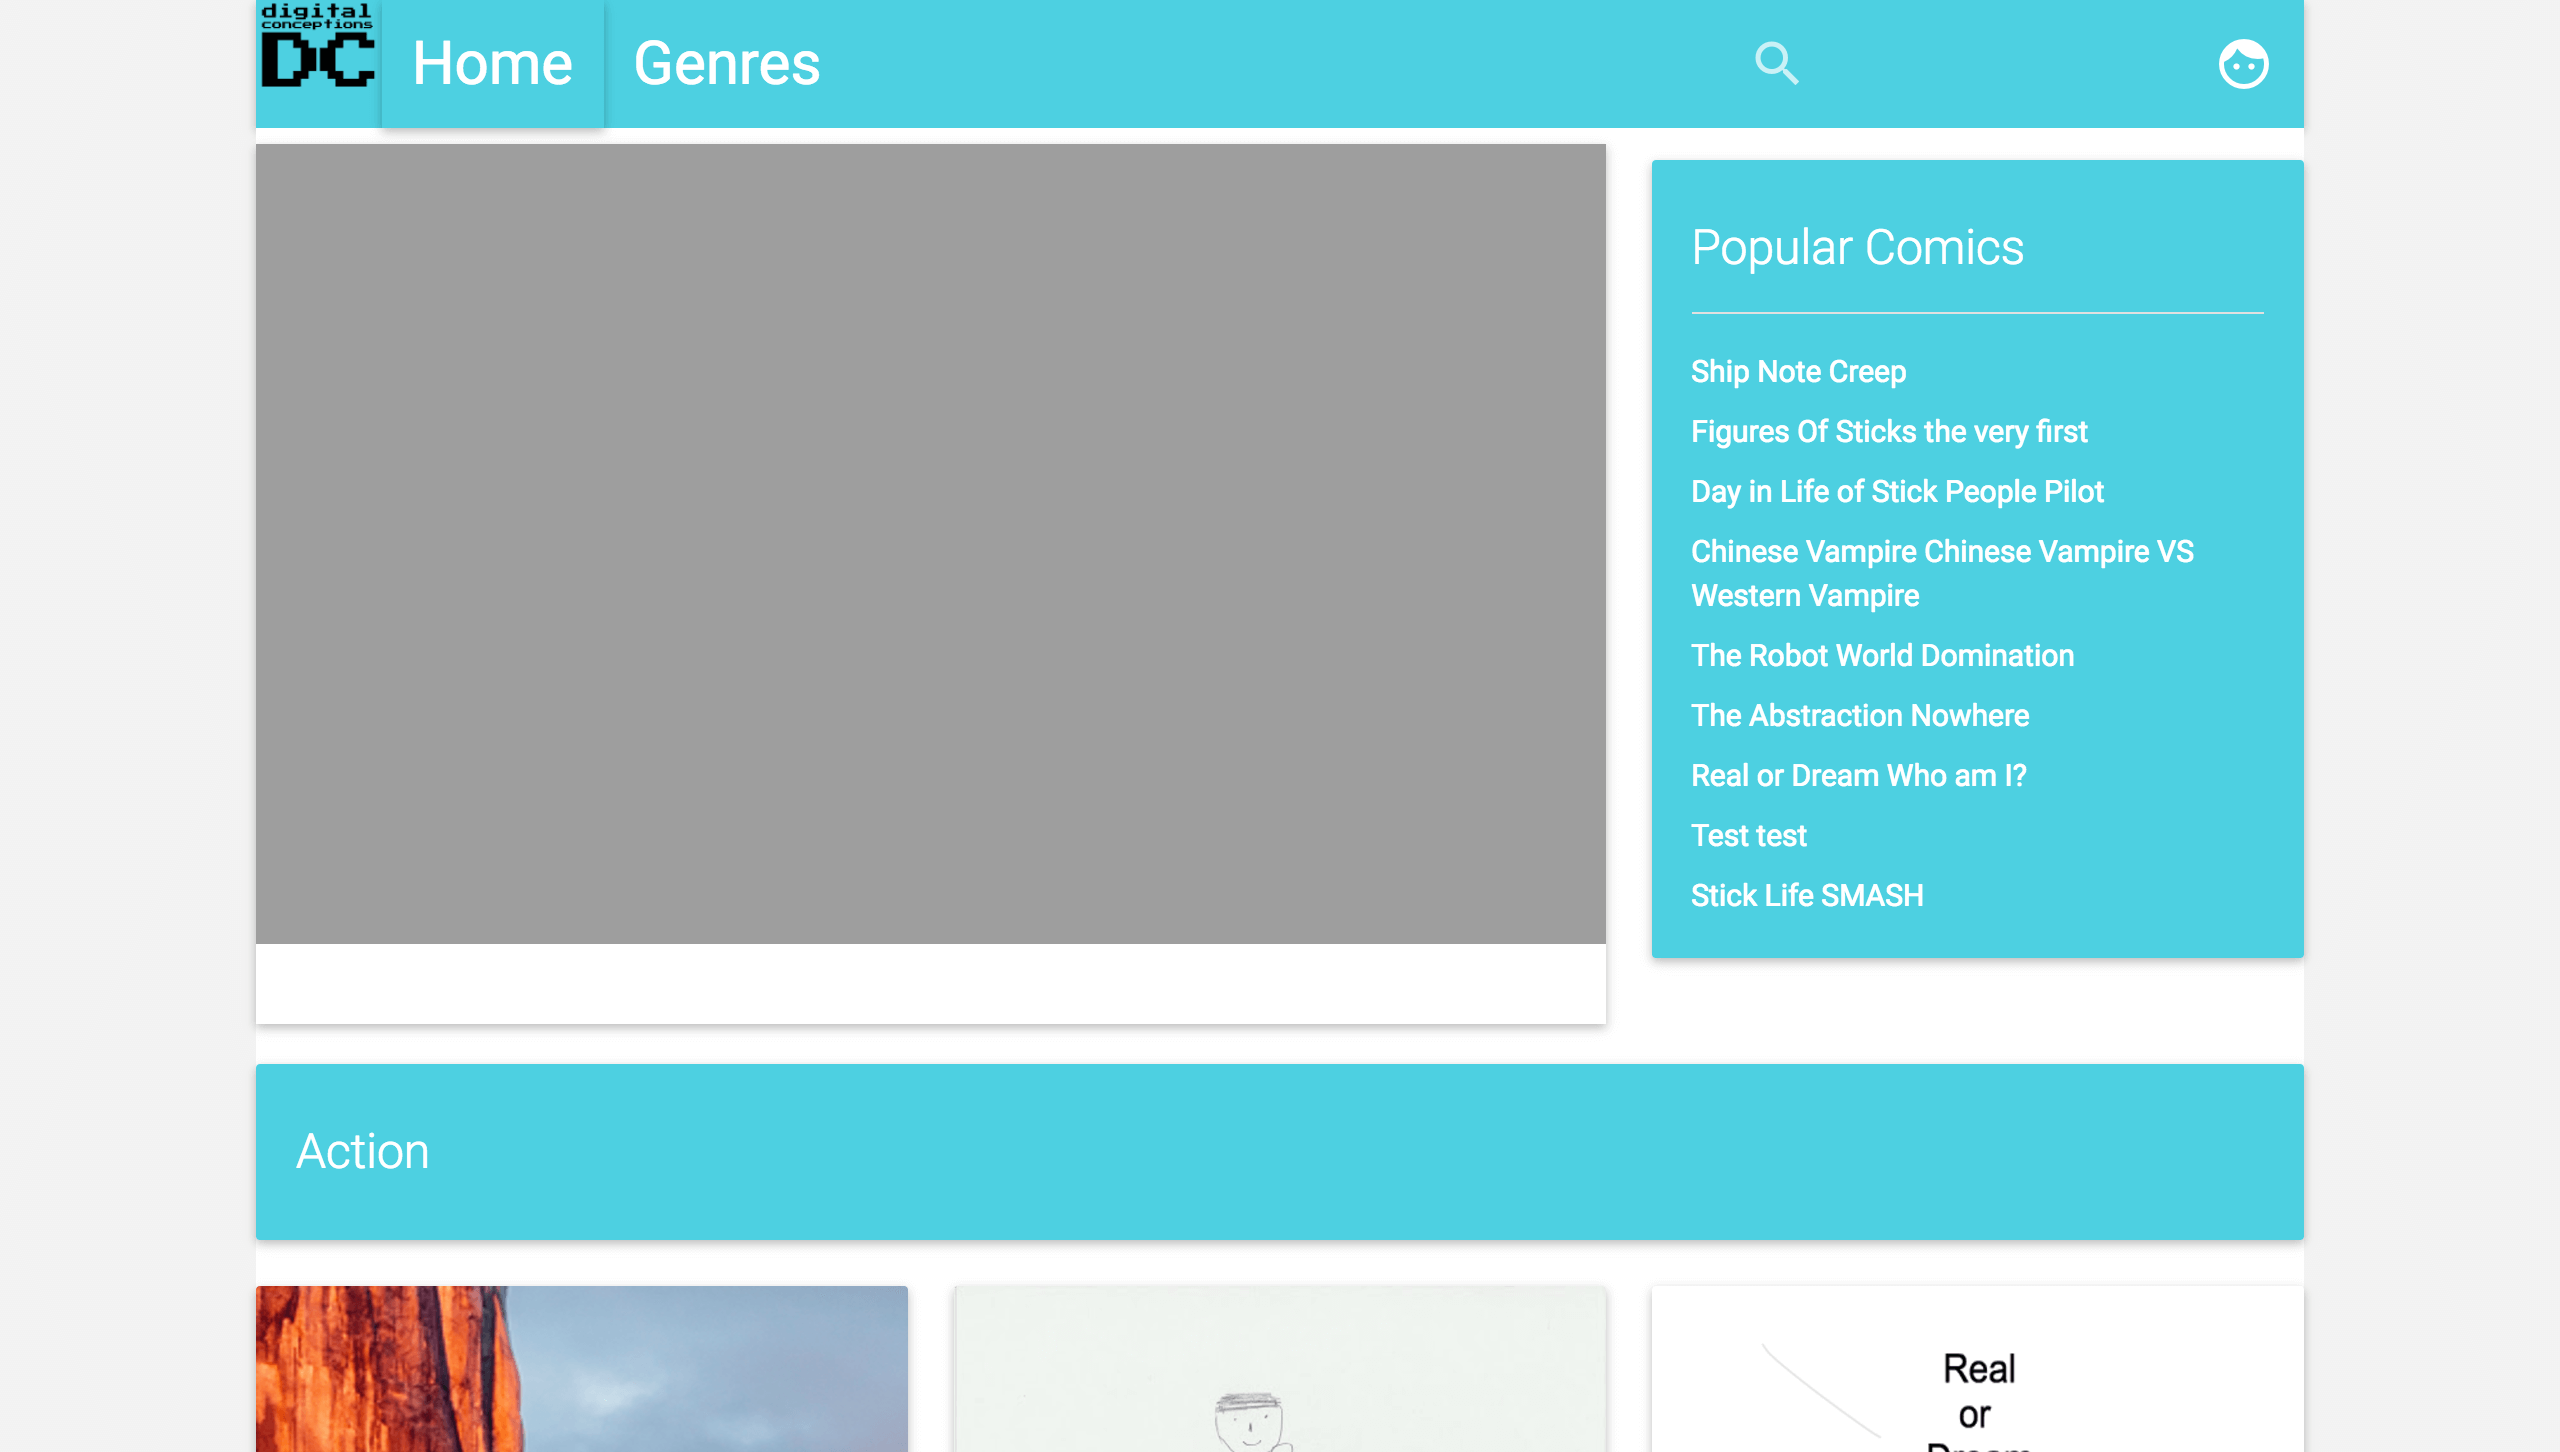 digital
conceptions
DC
Home
Genres
Popular Comics
Ship Note Creep
Figures Of Sticks the very first
Day in Life of Stick People Pilot
Chinese Vampire Chinese Vampire VS
Western Vampire
The Robot World Domination
The Abstraction Nowhere
Real or Dream Who am I?
Test test
Stick Life SMASH
Action
Real
or
Dream